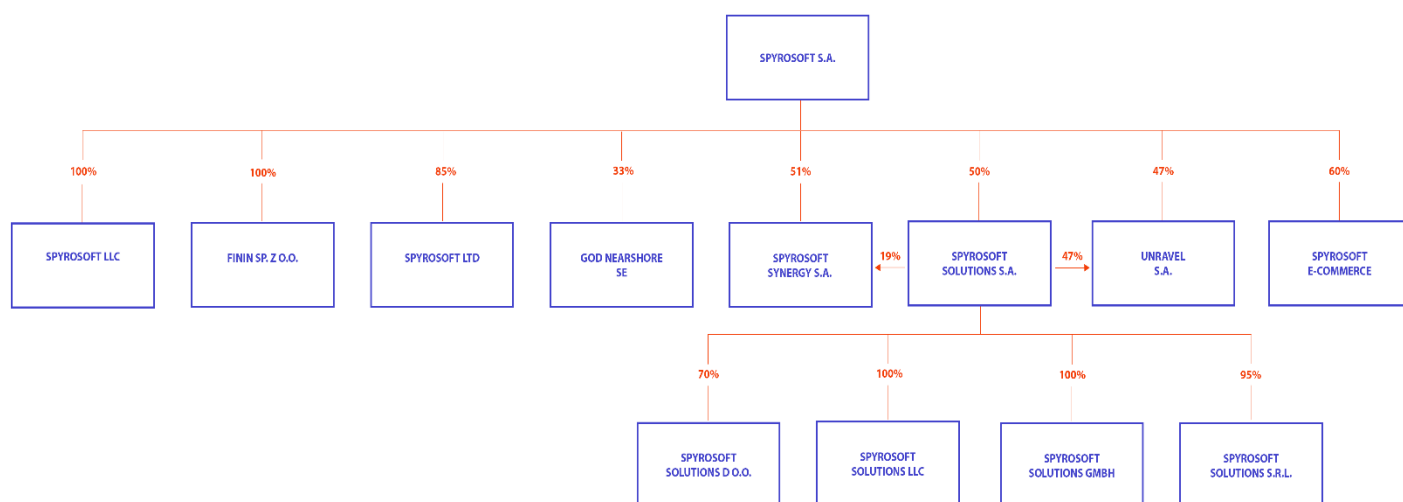 SPYROSOFT S.A.
100%
100%
85%
33%
51%
50%
47%
60%
SPYROSOFT LLC
FININ SP. Z O.O.
SPYROSOFT LTD
GOD NEARSHORE
SE
SPYROSOFT
SYNERGY S.A.
19%
SPYROSOFT
SOLUTIONS S.A.
47%
UNRAVEL
S.A.
SPYROSOFT
E-COMMERCE
70%
100%
100%
95%
SPYROSOFT
SOLUTIONS D O.O.
SPYROSOFT
SOLUTIONS LLC
SPYROSOFT
SOLUTIONS GMBH
SPYROSOFT
SOLUTIONS S.R.L.